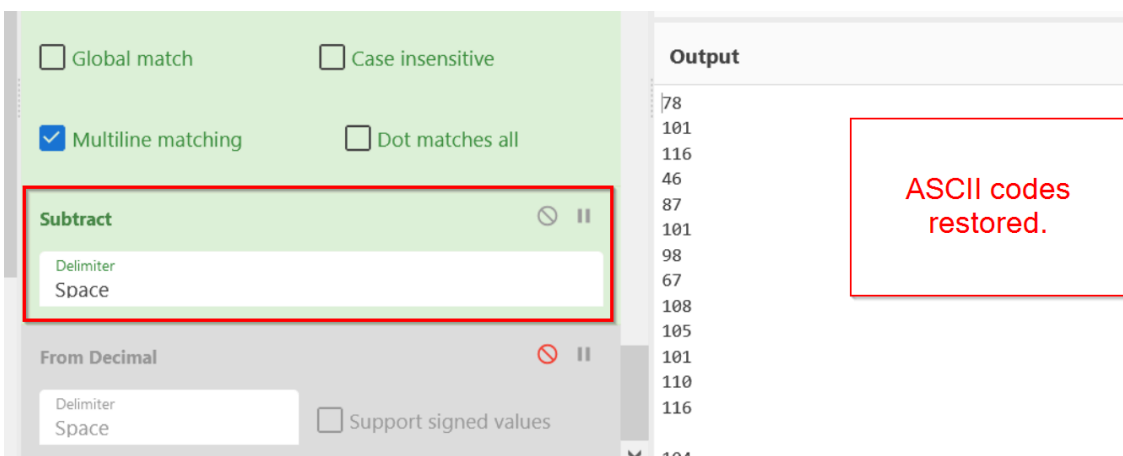 Global match
Case insensitive
Multiline matching
Dot matches all
Subtract
Delimiter
Space
From Decimal
Delimiter
Space
Support signed values
Output
78
101
116
46
87
101
98
67
108
105
101
110
116
104
ASCII codes
restored.